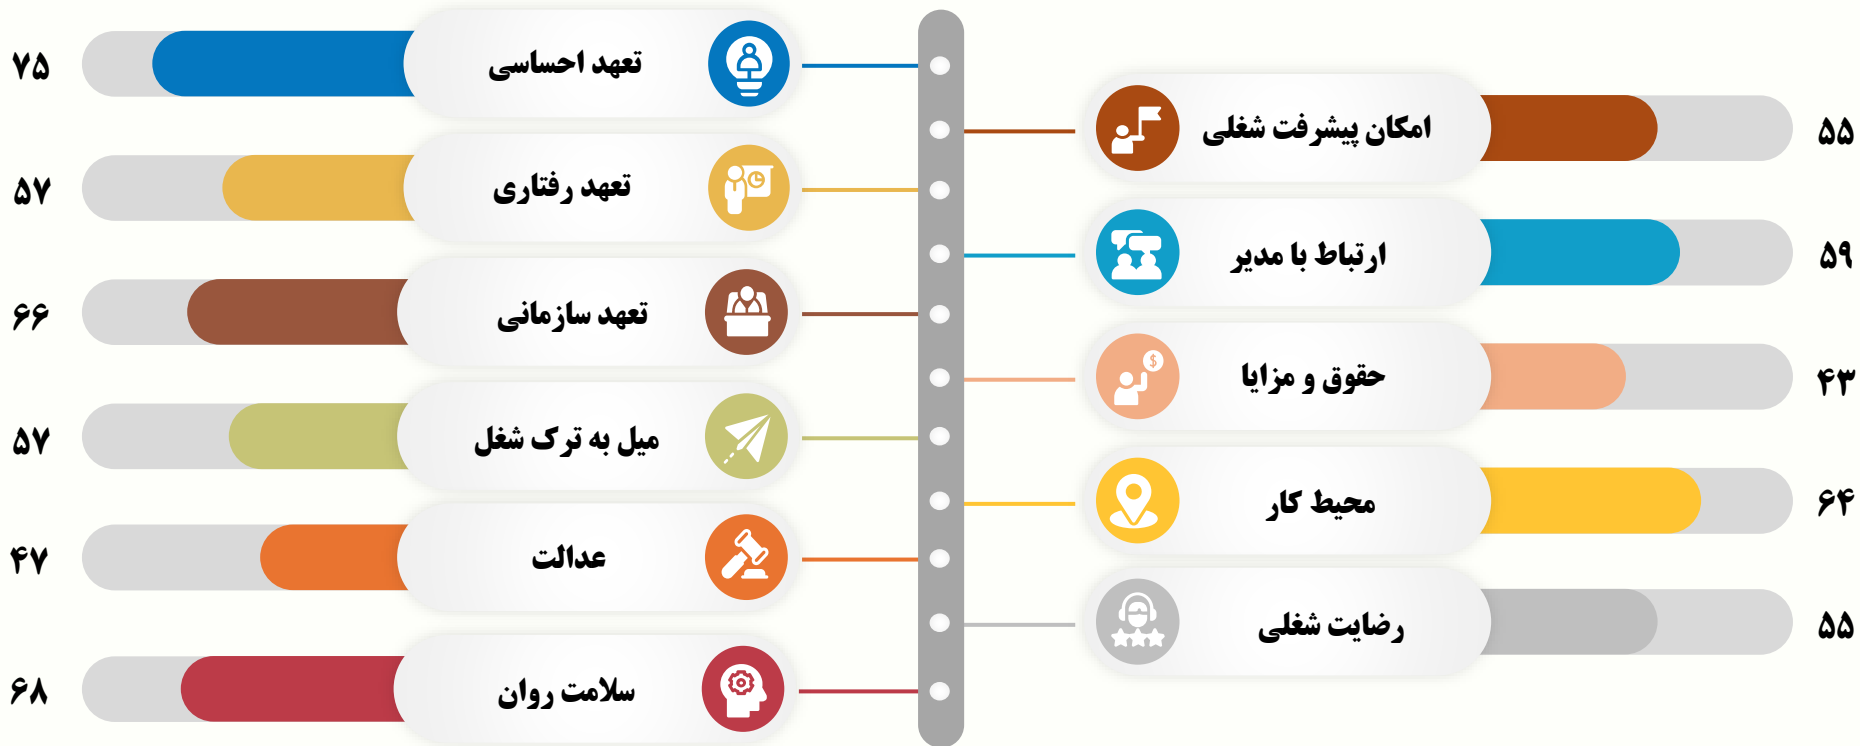 امکان پیشرفت شغلی
۵۵
ارتباط با مدیر
۵۹
حقوق و مزایا
$
۴۳
محیط کار
۶۴
رضایت شغلی
۵۵
تعهد احساسی
۷۵
تعهد رفتاری
۵۷
تعهد سازمانی
۶۶
میل به ترک شغل
۵۷
عدالت
۴۷
سلامت روان
۶۸